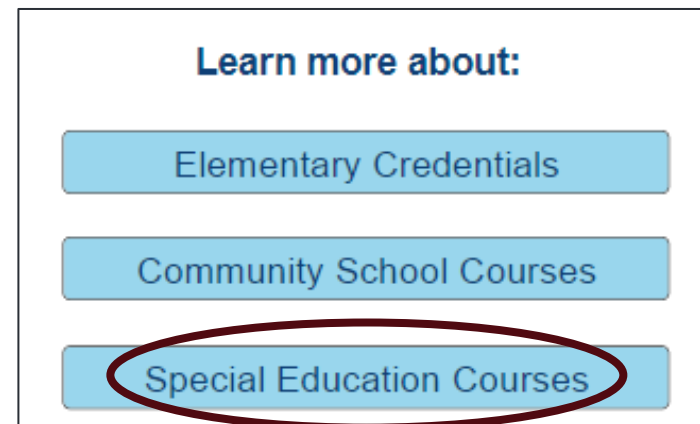 Learn more about:
Elementary Credentials
Community School Courses
Special Education Courses